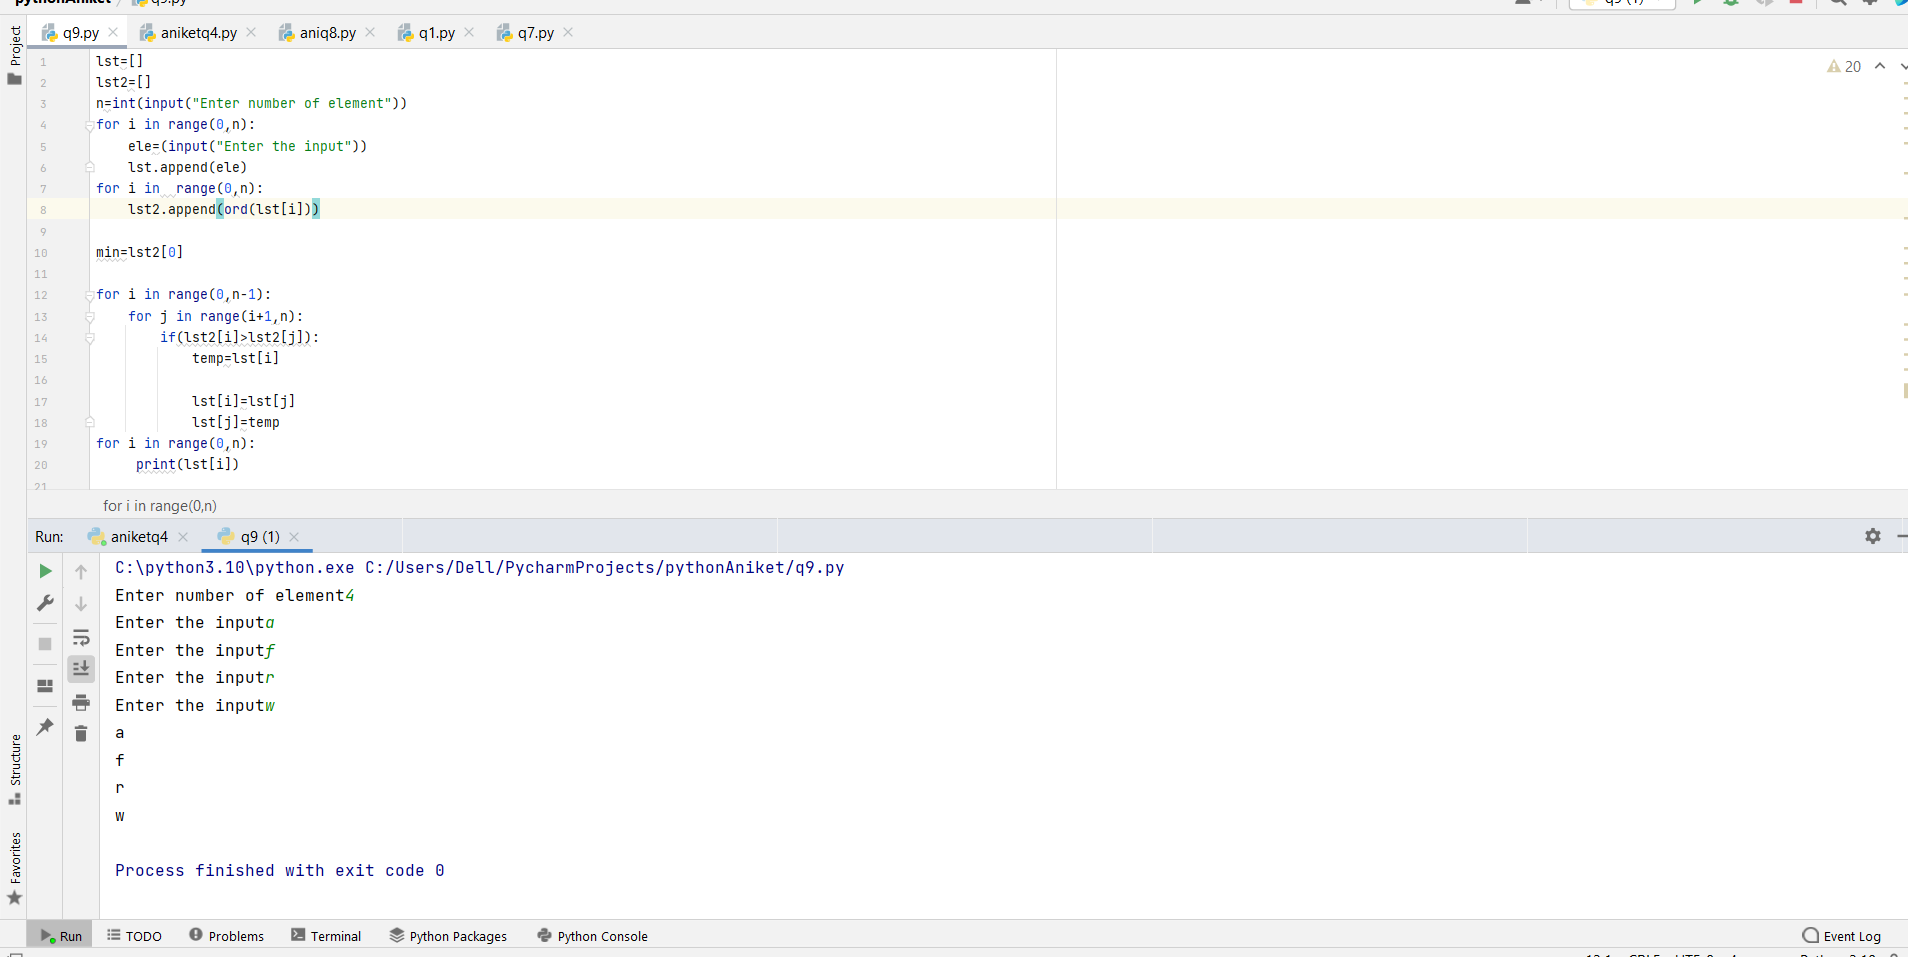 pythonAniket / q9.py q9 (1)
q9.py aniketq4.py aniq8.py q1.py q7.py
Project
1 lst=[]
2 lst2=[]
3 n=int(input("Enter number of element"))
4 for i in range(0,n):
5 ele=(input("Enter the input"))
6 lst.append(ele)
7 for i in  range(0,n):
8 lst2.append(ord(lst[i]))
9
10 min=lst2[0]
11
12 for i in range(0,n-1):
13 for j in range(i+1,n):
14 if(lst2[i]>lst2[j]):
15 temp=lst[i]
16
17 lst[i]=lst[j]
18 lst[j]=temp
19 for i in range(0,n):
20 print(lst[i])
21
20
for i in range(0,n)
Run: aniketq4 q9 (1)
C:\python3.10\python.exe C:/Users/Dell/PycharmProjects/pythonAniket/q9.py
Enter number of element4
Enter the inputa
Enter the inputf
Enter the inputr
Enter the inputw
a
f
r
w
Process finished with exit code 0
Structure
Favorites
Run TODO Problems Terminal Python Packages Python Console Event Log